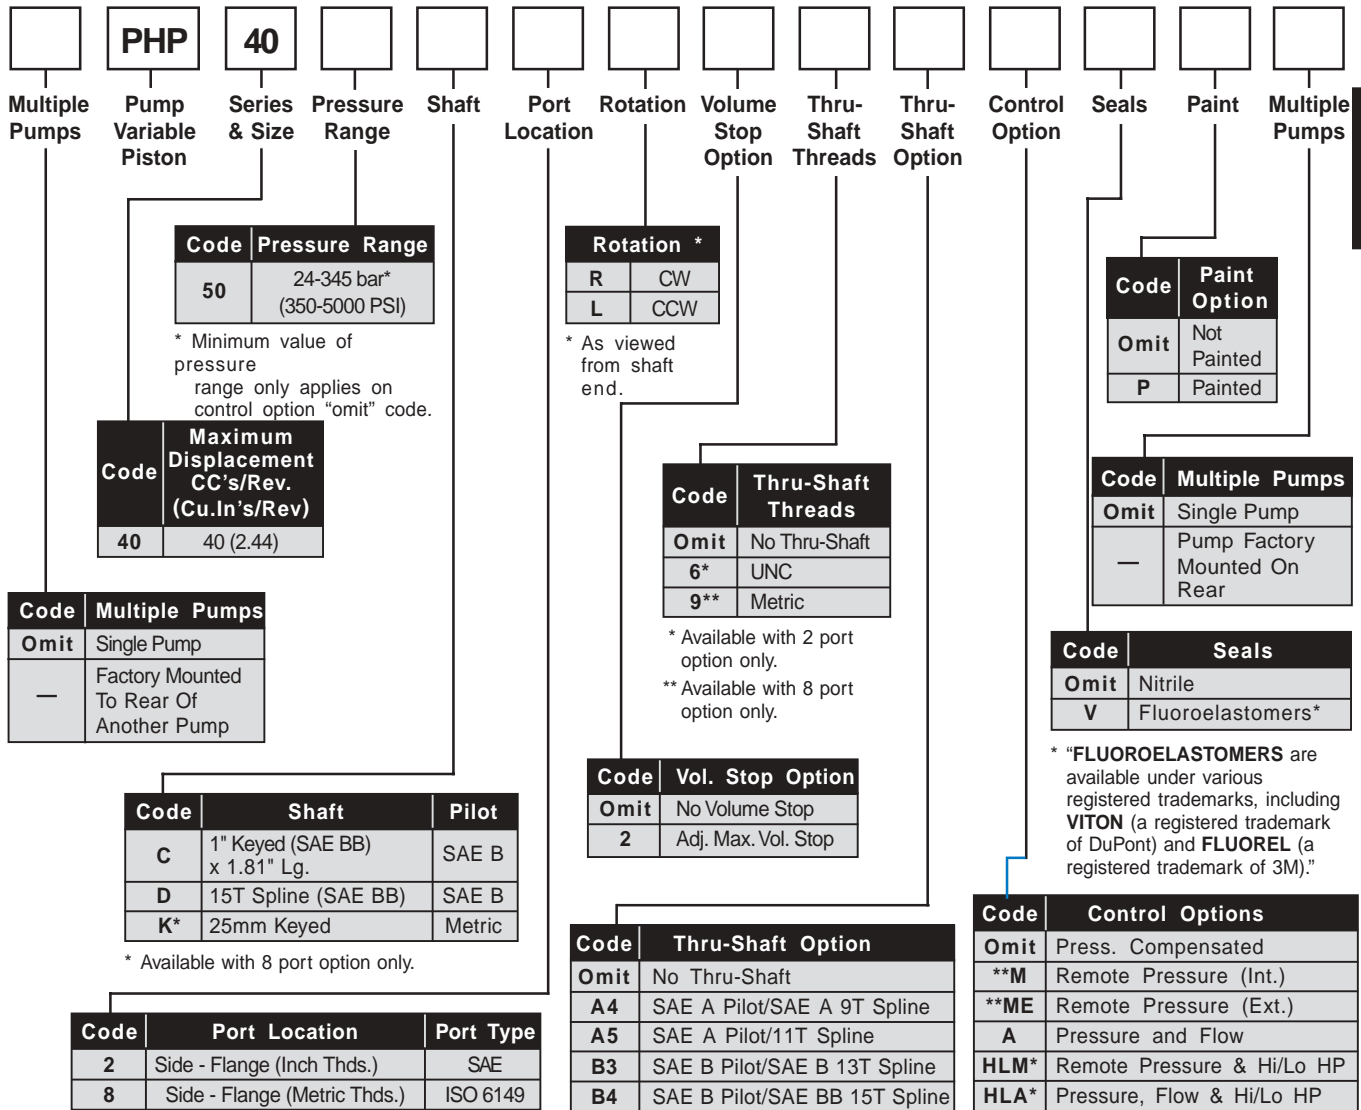 PHP 40
Multiple Pumps
Pump Variable Piston
Series & Size
Pressure Range
Shaft
Port Location
Rotation
Volume Stop Option
Thru-Shaft Threads
Thru-Shaft Option
Control Option
Seals
Paint
Multiple Pumps
Code Pressure Range
50 24-345 bar*
(350-5000 PSI)
* Minimum value of
pressure
range only applies on
control option “omit” code.
Rotation *
R CW
L CCW
* As viewed
from shaft
end.
Code Paint
Option
Omit Not
Painted
P Painted
Code Maximum
Displacement
CC's/Rev.
(Cu.In's/Rev)
40 40 (2.44)
Code Thru-Shaft
Threads
Omit No Thru-Shaft
6* UNC
9** Metric
* Available with 2 port
option only.
** Available with 8 port
option only.
Code Multiple Pumps
Omit Single Pump
— Pump Factory
Mounted On
Rear
Code Multiple Pumps
Omit Single Pump
— Factory Mounted
To Rear Of
Another Pump
Code Seals
Omit Nitrile
V Fluoroelastomers*
* “FLUOROELASTOMERS are
available under various
registered trademarks, including
VITON (a registered trademark
of DuPont) and FLUOREL (a
registered trademark of 3M).”
Code Vol. Stop Option
Omit No Volume Stop
2 Adj. Max. Vol. Stop
Code Shaft Pilot
C 1" Keyed (SAE BB)
x 1.81" Lg. SAE B
D 15T Spline (SAE BB) SAE B
K* 25mm Keyed Metric
* Available with 8 port option only.
Code Port Location Port Type
2 Side - Flange (Inch Thds.) SAE
8 Side - Flange (Metric Thds.) ISO 6149
Code Thru-Shaft Option
Omit No Thru-Shaft
A4 SAE A Pilot/SAE A 9T Spline
A5 SAE A Pilot/11T Spline
B3 SAE B Pilot/SAE B 13T Spline
B4 SAE B Pilot/SAE BB 15T Spline
Code Control Options
Omit Press. Compensated
**M Remote Pressure (Int.)
**ME Remote Pressure (Ext.)
A Pressure and Flow
HLM* Remote Pressure & Hi/Lo HP
HLA* Pressure, Flow & Hi/Lo HP